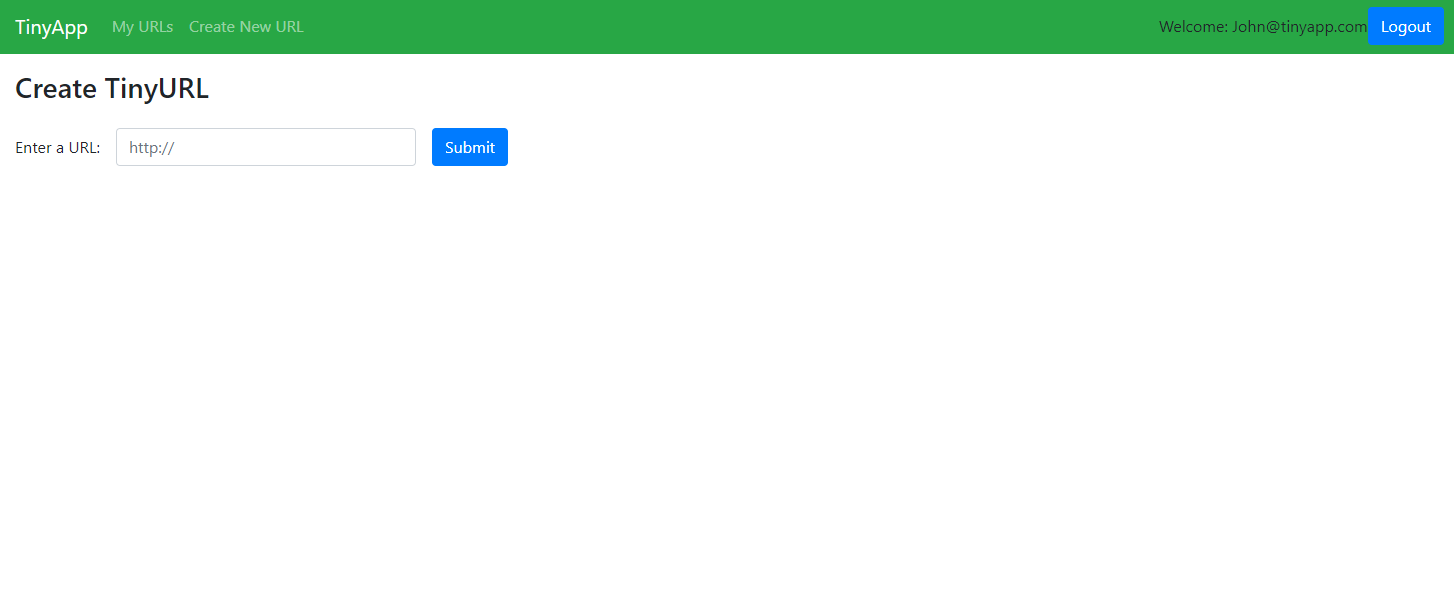 TinyApp My URLs Create New URL Welcome: John@tinyapp.com Logout
Create TinyURL
Enter a URL: http:// Submit